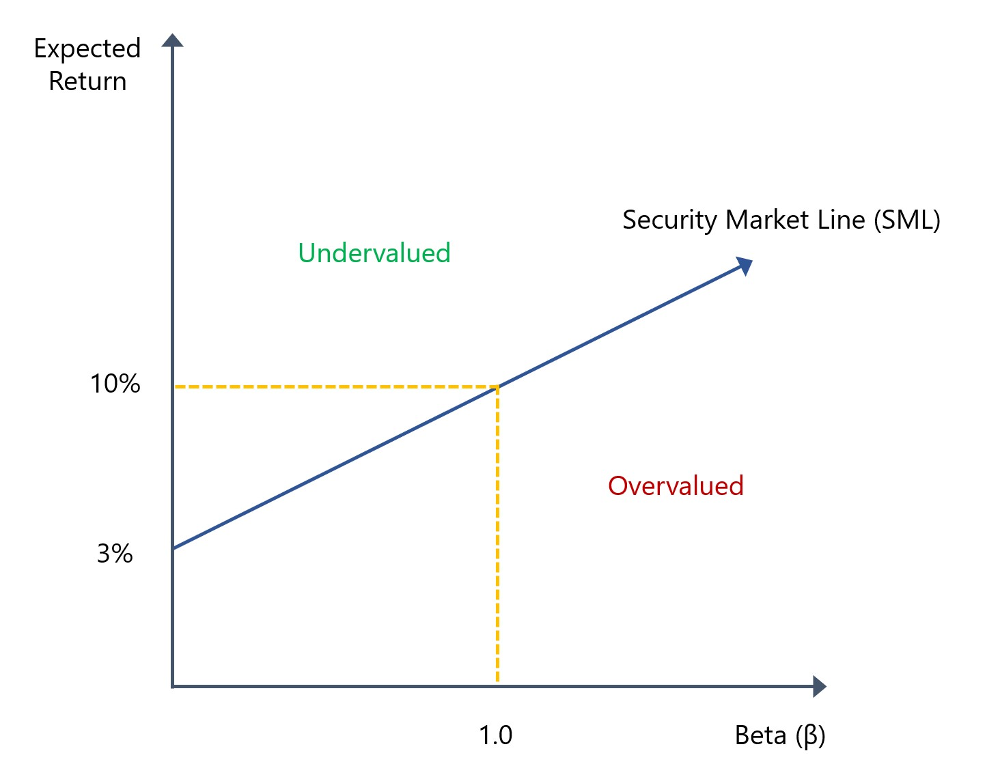 Expected
Return
Security Market Line (SML)
Undervalued
10%
Overvalued
3%
1.0
Beta (β)